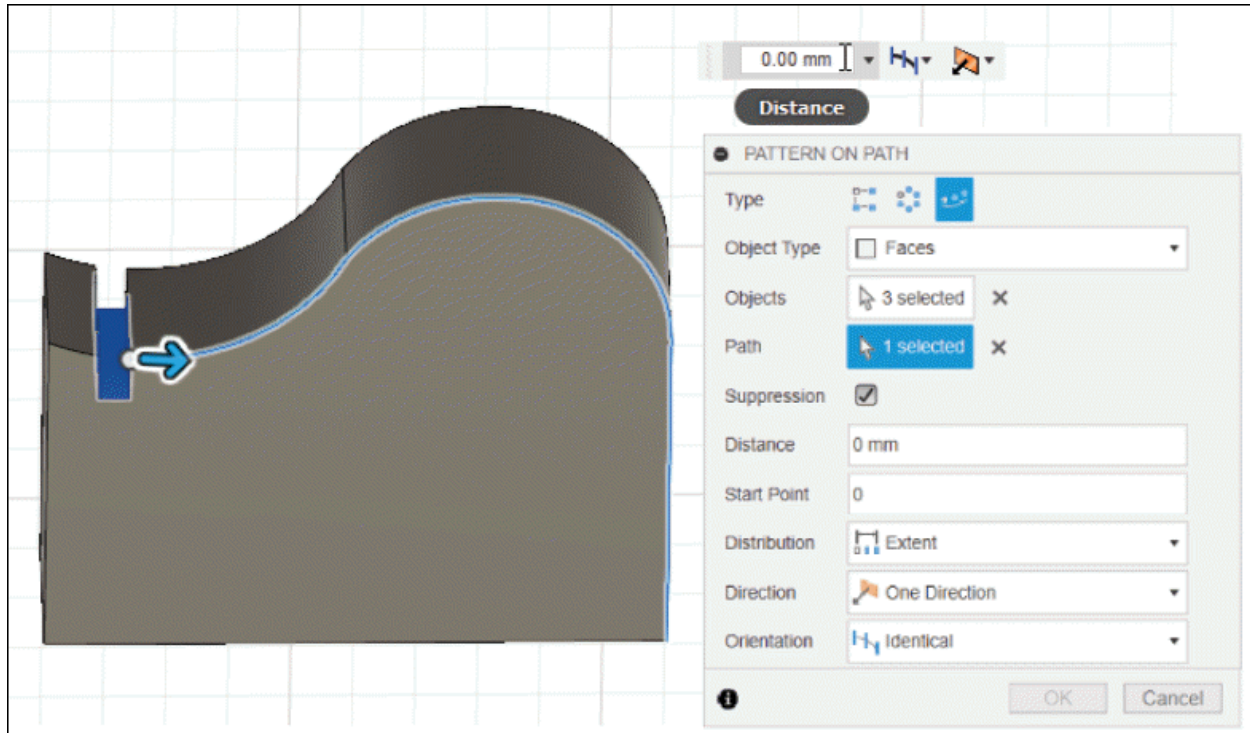 0.00 mm
Distance
PATTERN ON PATH
Type
Object Type Faces
Objects 3 selected
Path 1 selected
Suppression
Distance 0 mm
Start Point 0
Distribution Extent
Direction One Direction
Orientation Identical
OK Cancel